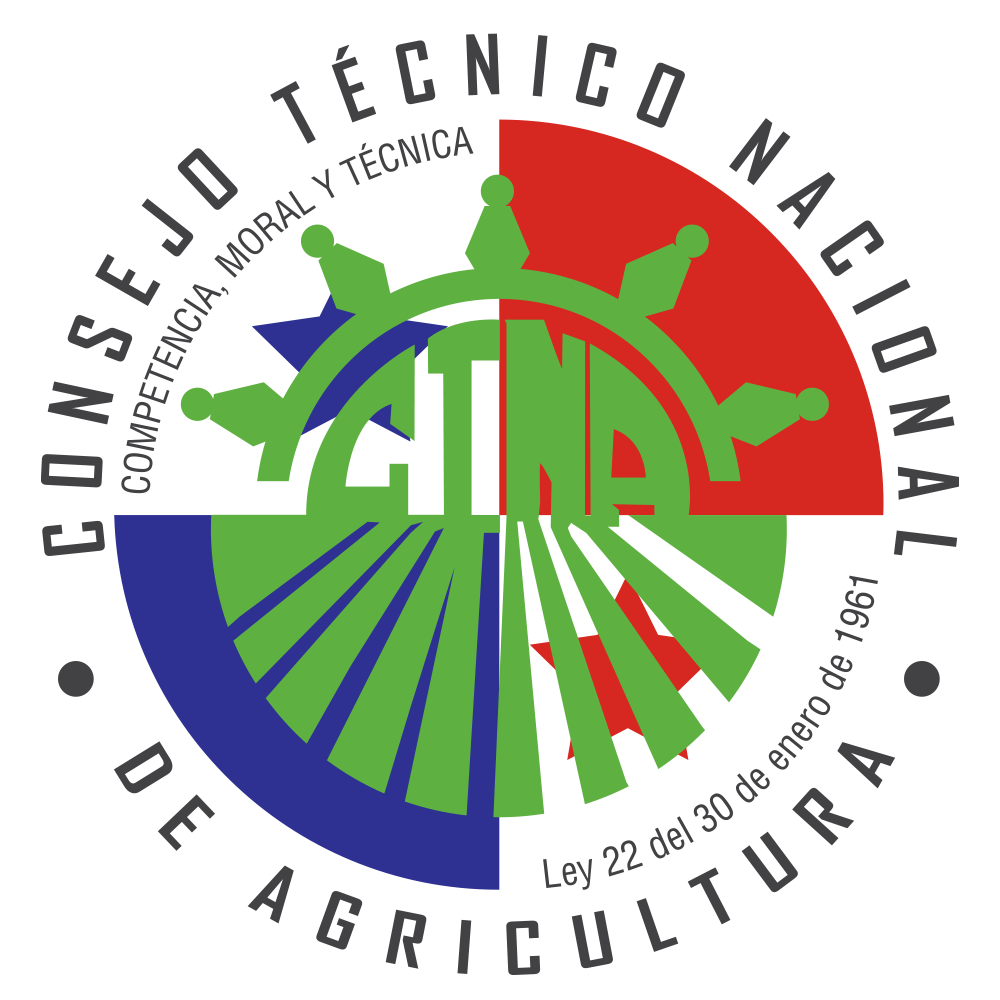 CONSEJO TÉCNICO NACIONAL
COMPETENCIA, MORAL Y TÉCNICA
CTNA
Ley 22 del 30 de enero de 1961
• DE AGRICULTURA •